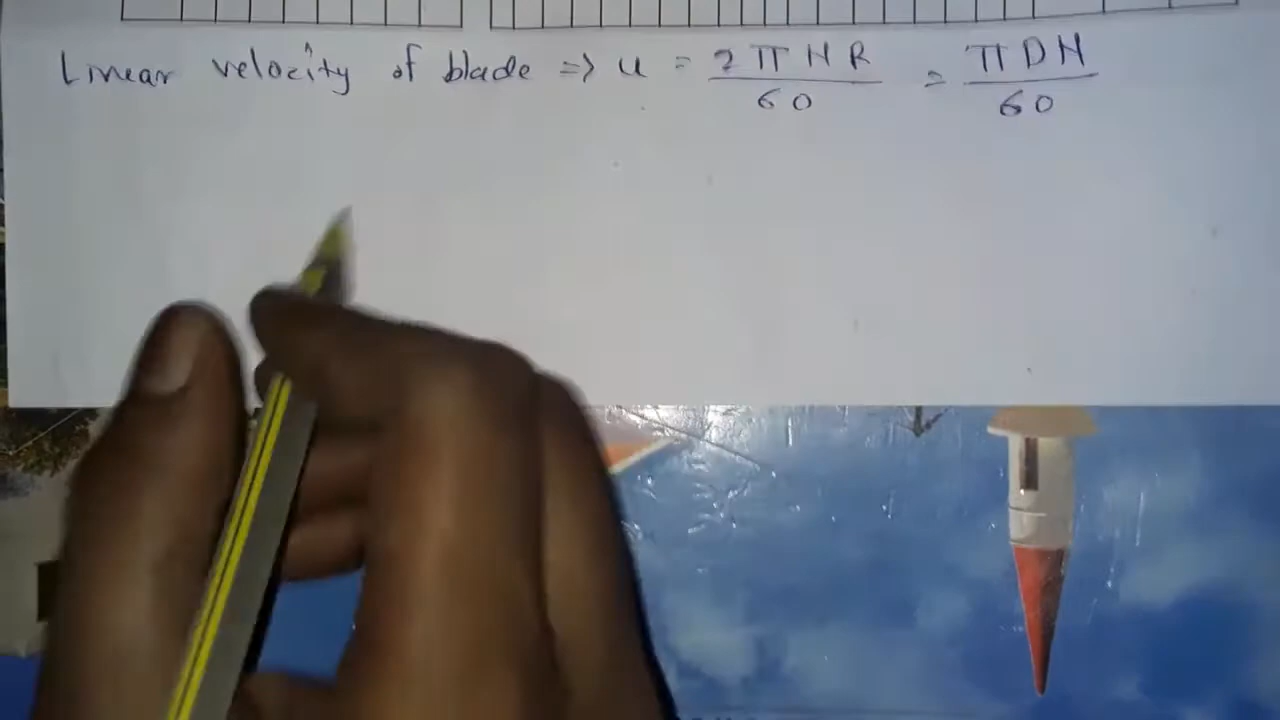 Linear velocity of blade => u = 2πNR/60 = πDN/60